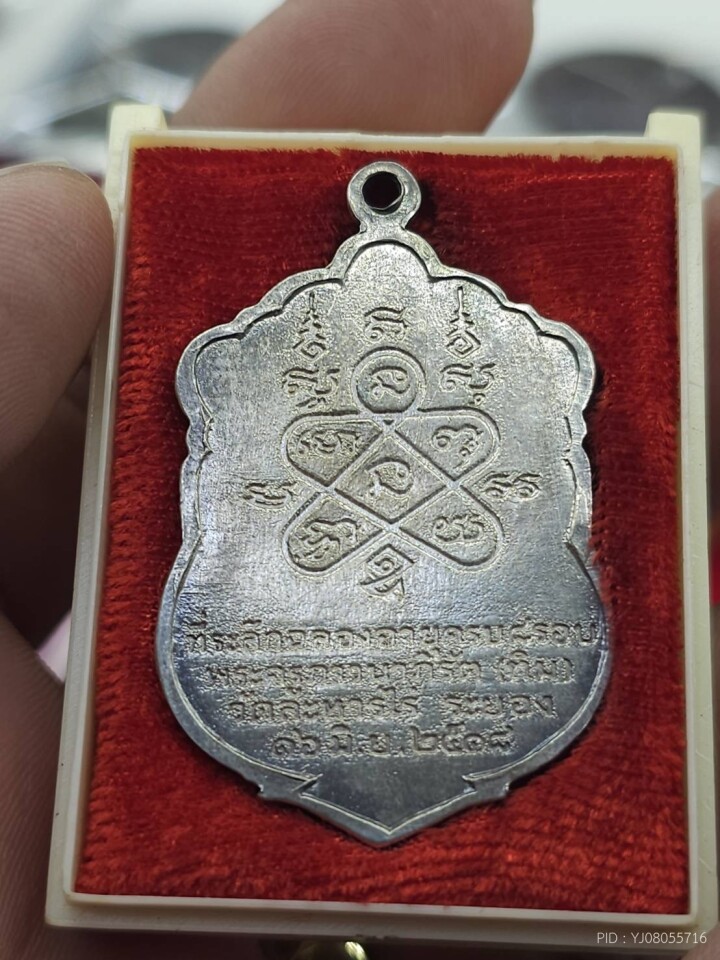 ที่ระลึกฉลองอายุครบ๘รอบ
พระครูภาวนาภิรัต (ทิม)
วัดละหารไร่ ระยอง
๑๖ มิ.ย. ๒๕๑๘
PID : YJ08055716